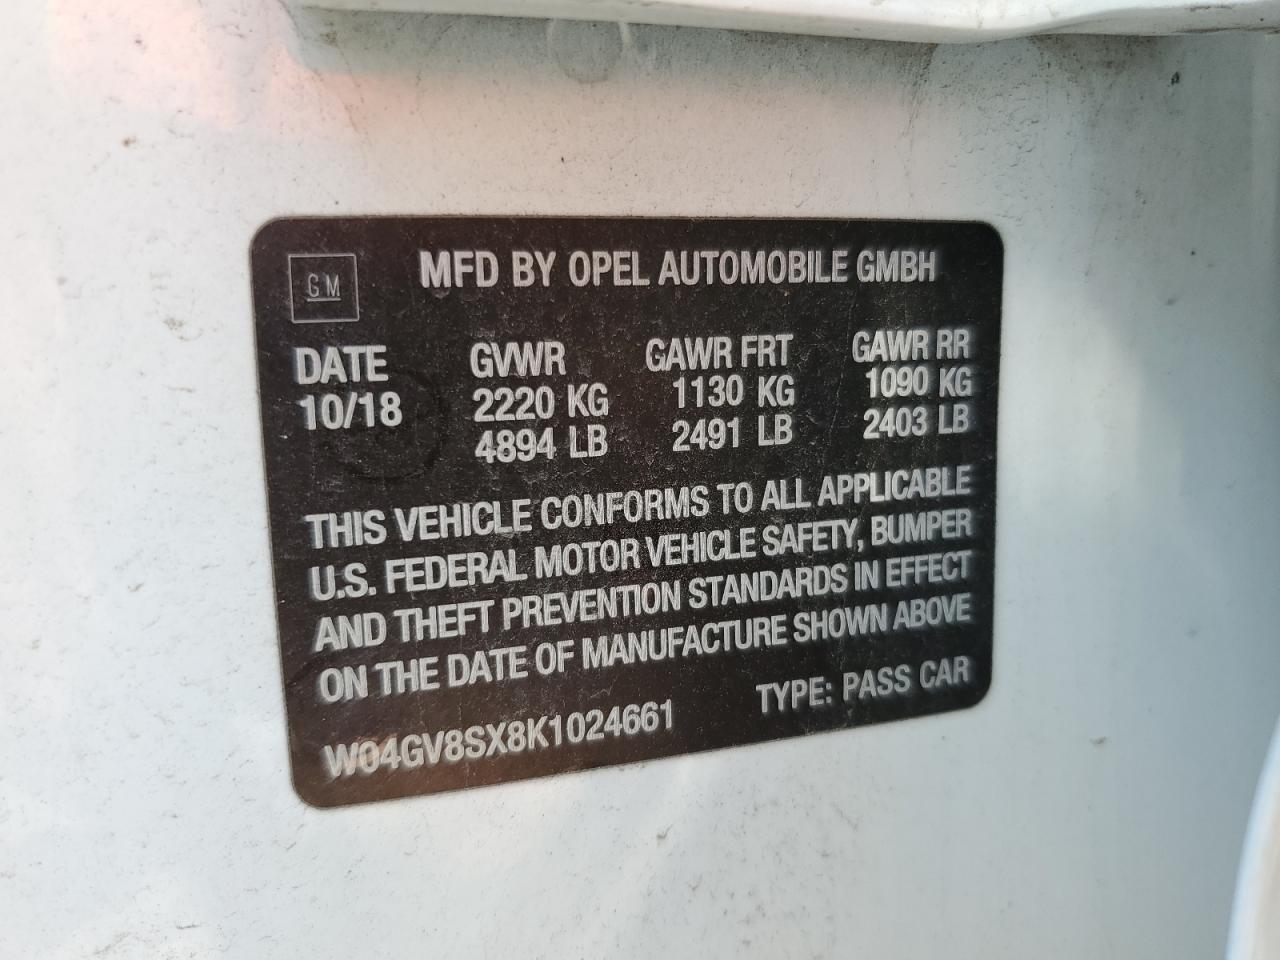 GM
MFD BY OPEL AUTOMOBILE GMBH
DATE GVWR GAWR FRT GAWR RR
10/18 2220 KG 1130 KG 1090 KG
4894 LB 2491 LB 2403 LB
THIS VEHICLE CONFORMS TO ALL APPLICABLE
U.S. FEDERAL MOTOR VEHICLE SAFETY, BUMPER
AND THEFT PREVENTION STANDARDS IN EFFECT
ON THE DATE OF MANUFACTURE SHOWN ABOVE
W04GV8SX8K1024661 TYPE: PASS CAR